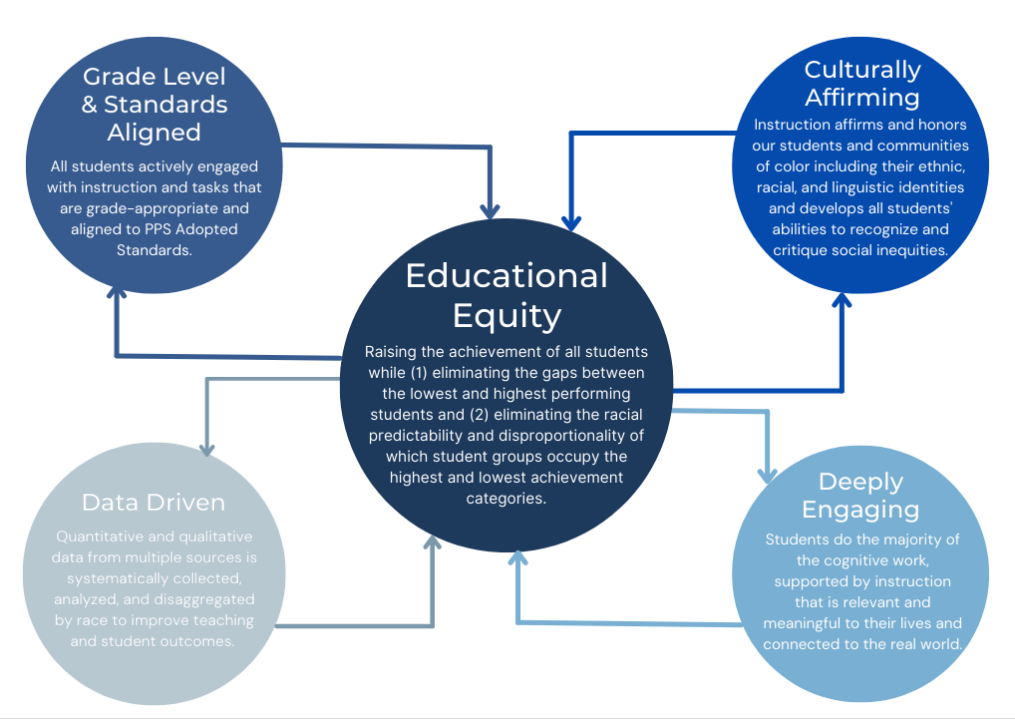 Grade Level
& Standards
Aligned
All students actively engaged
with instruction and tasks that
are grade-appropriate and
aligned to PPS Adopted
Standards.
Culturally
Affirming
Instruction affirms and honors
our students and communities
of color including their ethnic,
racial, and linguistic identities
and develops all students'
abilities to recognize and
critique social inequities.
Educational
Equity
Raising the achievement of all students
while (1) eliminating the gaps between
the lowest and highest performing
students and (2) eliminating the racial
predictability and disproportionality of
which student groups occupy the
highest and lowest achievement
categories.
Data Driven
Quantitative and qualitative
data from multiple sources is
systematically collected,
analyzed, and disaggregated
by race to improve teaching
and student outcomes.
Deeply
Engaging
Students do the majority of
the cognitive work,
supported by instruction
that is relevant and
meaningful to their lives and
connected to the real world.